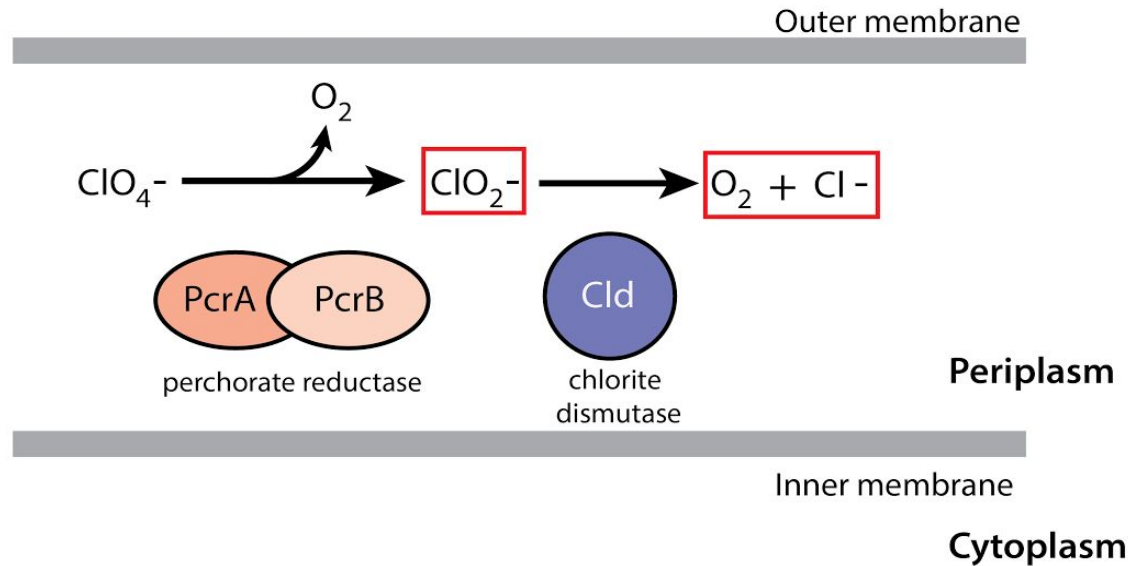 Outer membrane
O2
ClO4-
ClO2-
O2 + Cl -
PcrA
PcrB
Cld
perchorate reductase
chlorite
dismutase
Periplasm
Inner membrane
Cytoplasm